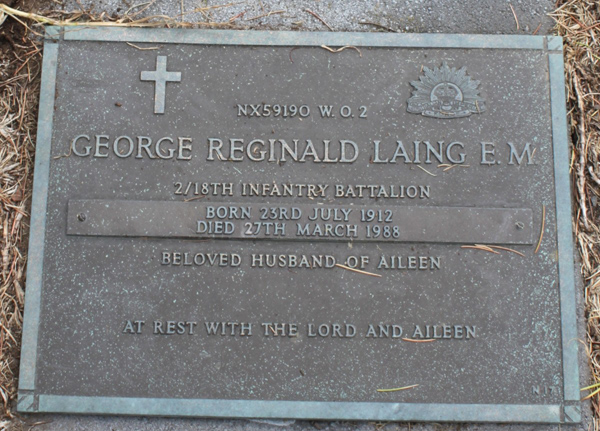 NX59190 W.O.2
GEORGE REGINALD LAING E.M.
2/18TH INFANTRY BATTALION
BORN 23RD JULY 1912
DIED 27TH MARCH 1988
BELOVED HUSBAND OF AILEEN
AT REST WITH THE LORD AND AILEEN